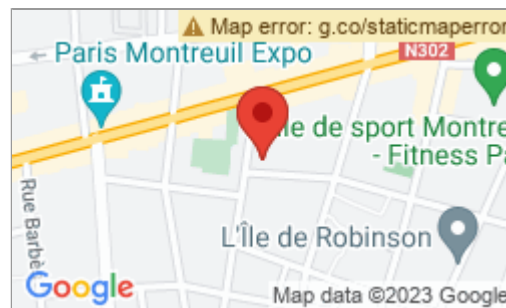 ⚠ Map error: g.co/staticmaperror
← Paris Montreuil Expo
N302
lle de sport Montre
- Fitness Pa
Rue Barbè
L'Île de Robinson
Google
Map data ©2023 Google